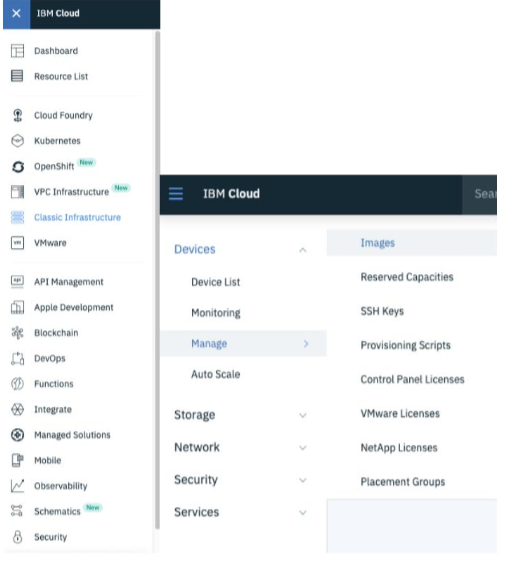 IBM Cloud
Dashboard
Resource List
Cloud Foundry
Kubernetes
OpenShift New
VPC Infrastructure New
Classic Infrastructure
VMware
API Management
Apple Development
Blockchain
DevOps
Functions
Integrate
Managed Solutions
Mobile
Observability
Schematics New
Security
IBM Cloud
Sear
Devices
Device List
Monitoring
Manage
Auto Scale
Storage
Network
Security
Services
Images
Reserved Capacities
SSH Keys
Provisioning Scripts
Control Panel Licenses
VMware Licenses
NetApp Licenses
Placement Groups